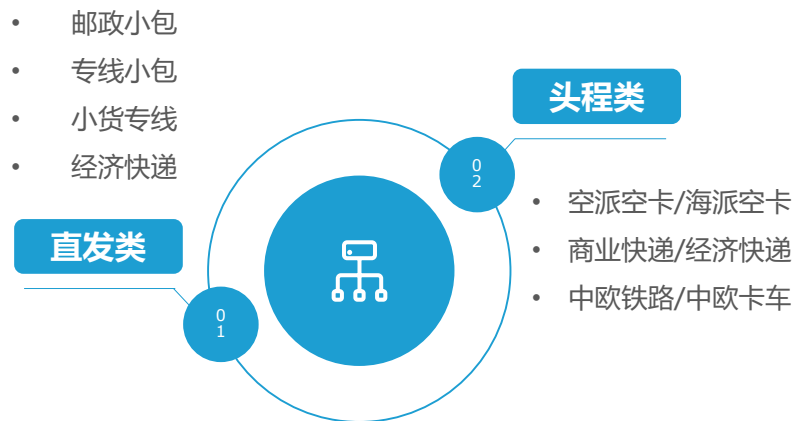 • 邮政小包
• 专线小包
• 小货专线
• 经济快递
直发类
0
1
头程类
0
2
• 空派空卡/海派空卡
• 商业快递/经济快递
• 中欧铁路/中欧卡车